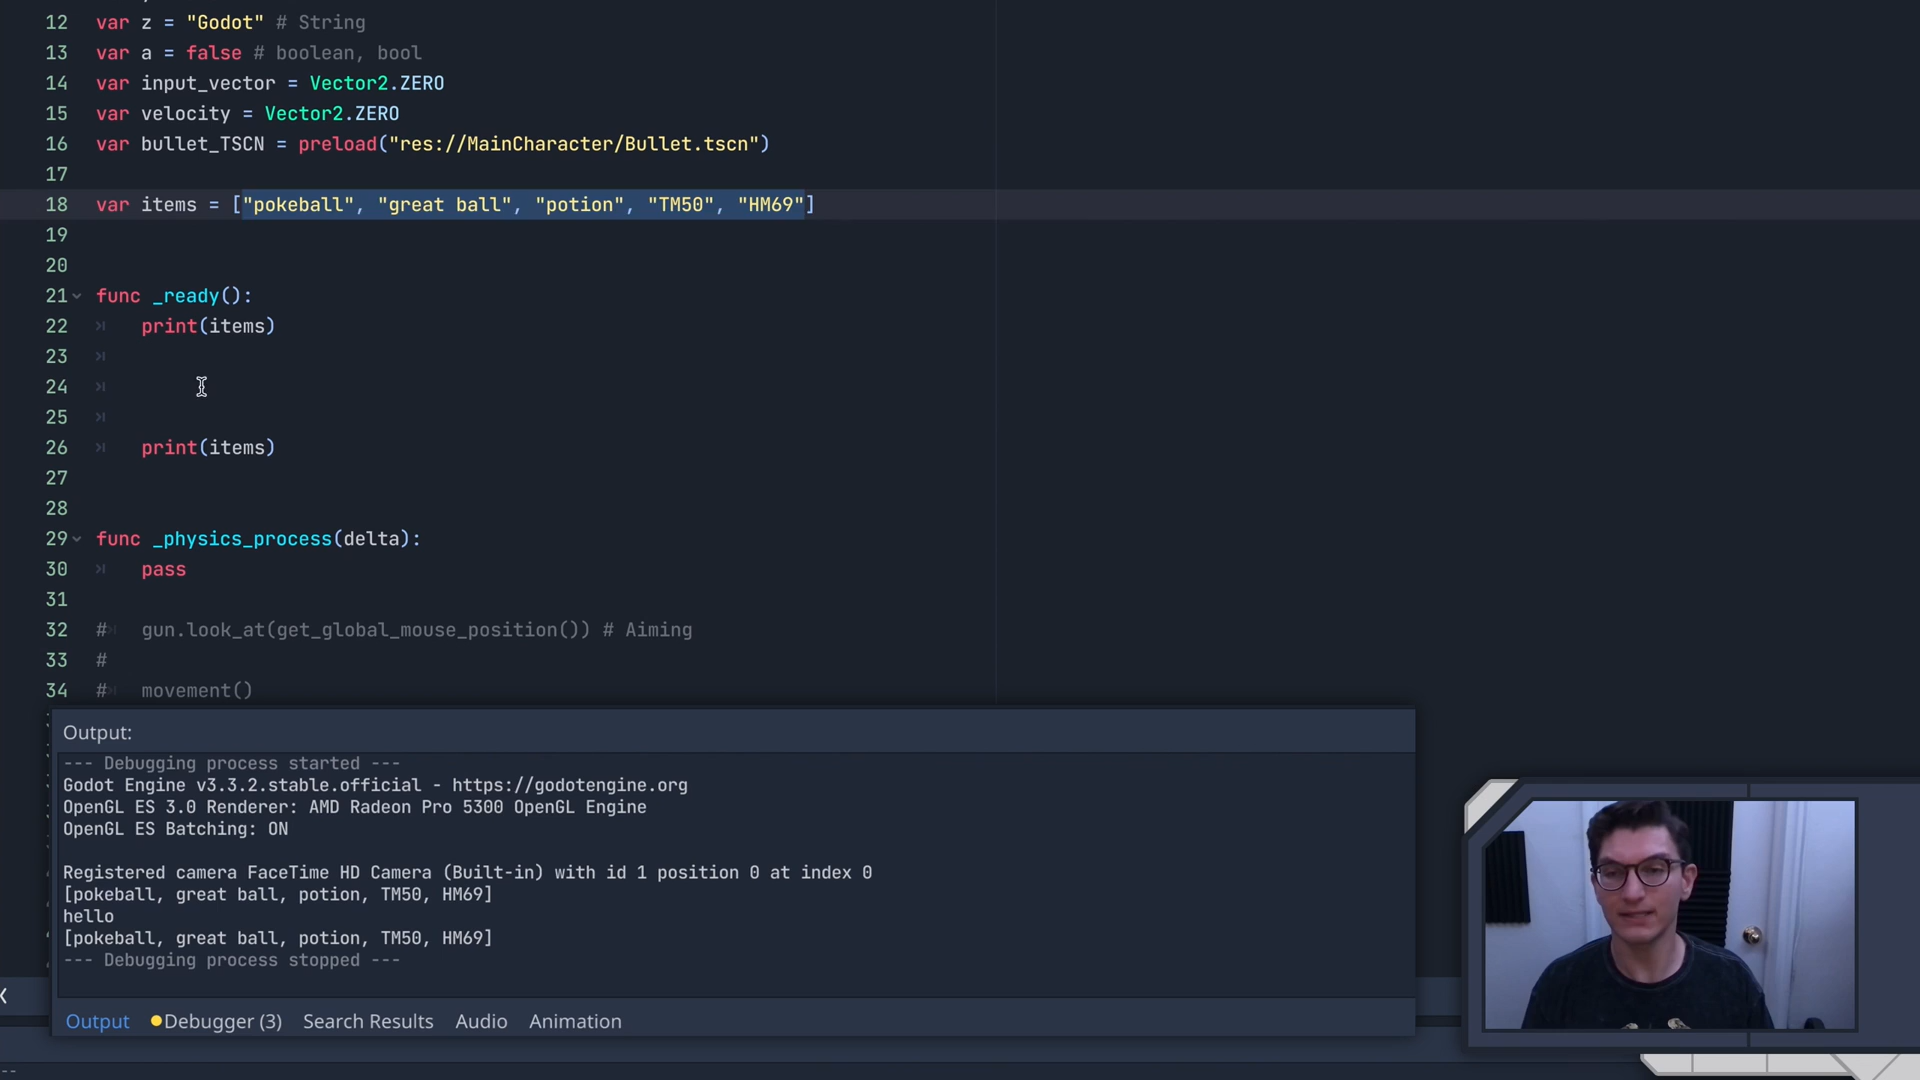 12 var z = "Godot" # String
13 var a = false # boolean, bool
14 var input_vector = Vector2.ZERO
15 var velocity = Vector2.ZERO
16 var bullet_TSCN = preload("res://MainCharacter/Bullet.tscn")
17
18 var items = ["pokeball", "great ball", "potion", "TM50", "HM69"]
19
20
21 func _ready():
22 print(items)
23
24
25
26 print(items)
27
28
29 func _physics_process(delta):
30 pass
31
32 # gun.look_at(get_global_mouse_position()) # Aiming
33 #
34 # movement()
Output:
--- Debugging process started ---
Godot Engine v3.3.2.stable.official - https://godotengine.org
OpenGL ES 3.0 Renderer: AMD Radeon Pro 5300 OpenGL Engine
OpenGL ES Batching: ON
Registered camera FaceTime HD Camera (Built-in) with id 1 position 0 at index 0
[pokeball, great ball, potion, TM50, HM69]
hello
[pokeball, great ball, potion, TM50, HM69]
--- Debugging process stopped ---
Output Debugger (3) Search Results Audio Animation